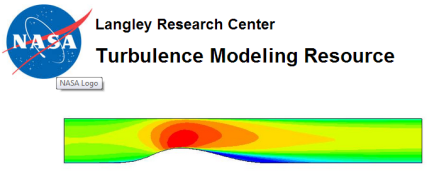 Langley Research Center
NASA
Turbulence Modeling Resource
NASA Logo